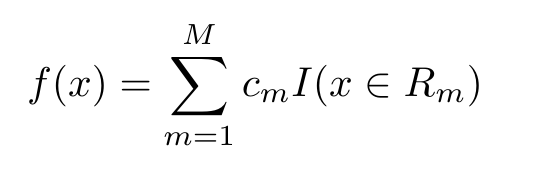 f(x) = \sum_{m=1}^{M} c_m I(x \in R_m)